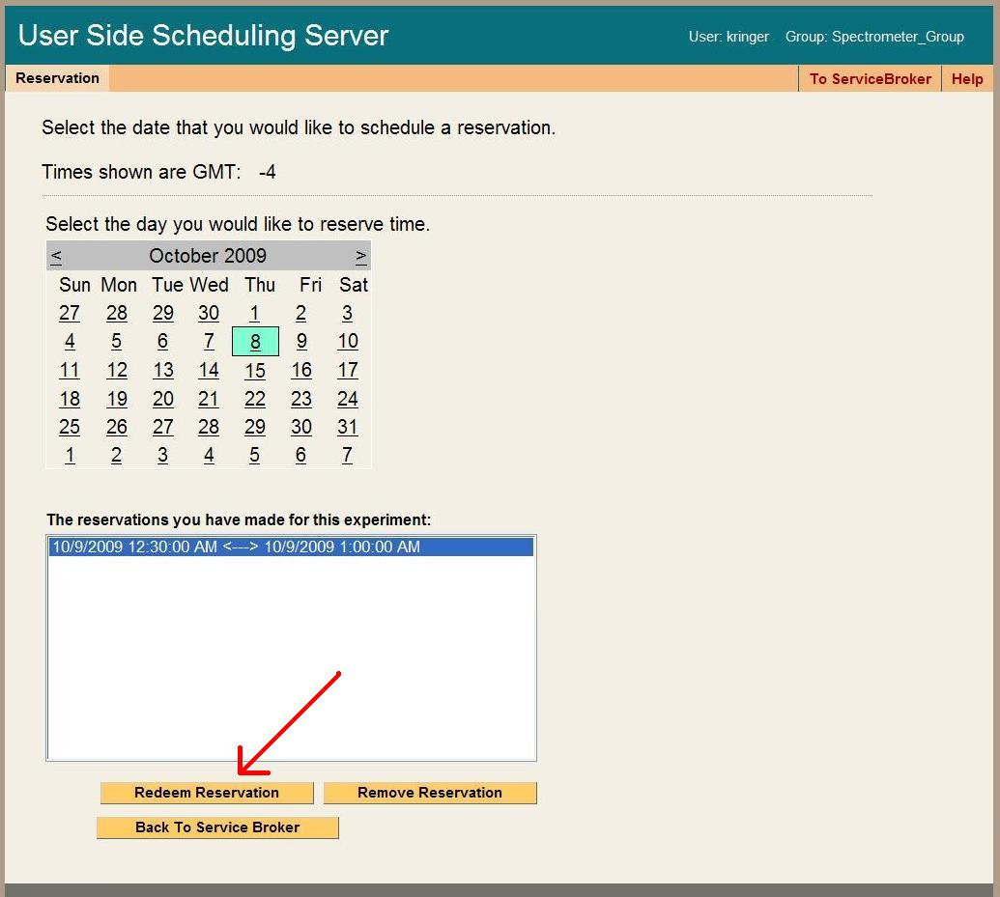 User Side Scheduling Server
User: kringer Group: Spectrometer_Group
Reservation To ServiceBroker Help
Select the date that you would like to schedule a reservation.
Times shown are GMT: -4
Select the day you would like to reserve time.
< October 2009 >
Sun Mon Tue Wed Thu Fri Sat
27 28 29 30 1 2 3
4 5 6 7 8 9 10
11 12 13 14 15 16 17
18 19 20 21 22 23 24
25 26 27 28 29 30 31
1 2 3 4 5 6 7
The reservations you have made for this experiment:
10/9/2009 12:30:00 AM <---> 10/9/2009 1:00:00 AM
Redeem Reservation Remove Reservation
Back To Service Broker